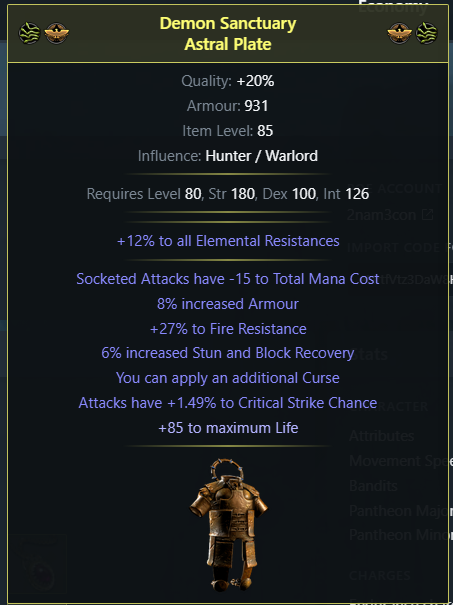 Economy
Demon Sanctuary
Astral Plate
Quality: +20%
Armour: 931
Item Level: 85
Influence: Hunter / Warlord
Requires Level 80, Str 180, Dex 100, Int 126
ACCOUNT
2nam3con
IMPORT CODE
+12% to all Elemental Resistances
Socketed Attacks have -15 to Total Mana Cost
8% increased Armour
+27% to Fire Resistance
6% increased Stun and Block Recovery
You can apply an additional Curse
Attacks have +1.49% to Critical Strike Chance
+85 to maximum Life
Attributes
Movement Spee
Bandits
Pantheon Major
Pantheon Minor
CHARGES